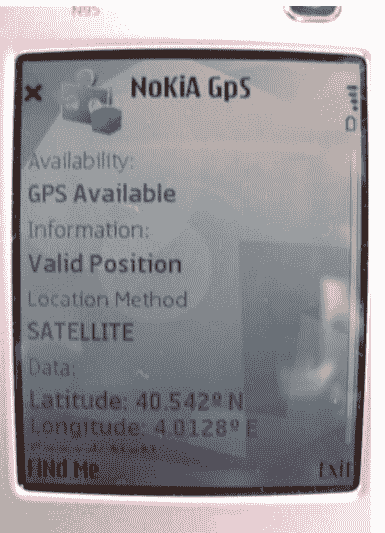 N95
NoKiA GpS
Availability:
GPS Available
Information:
Valid Position
Location Method
SATELLITE
Data:
Latitude: 40.542º N
Longitude: 4.0128º E
FiNd Me
Exit